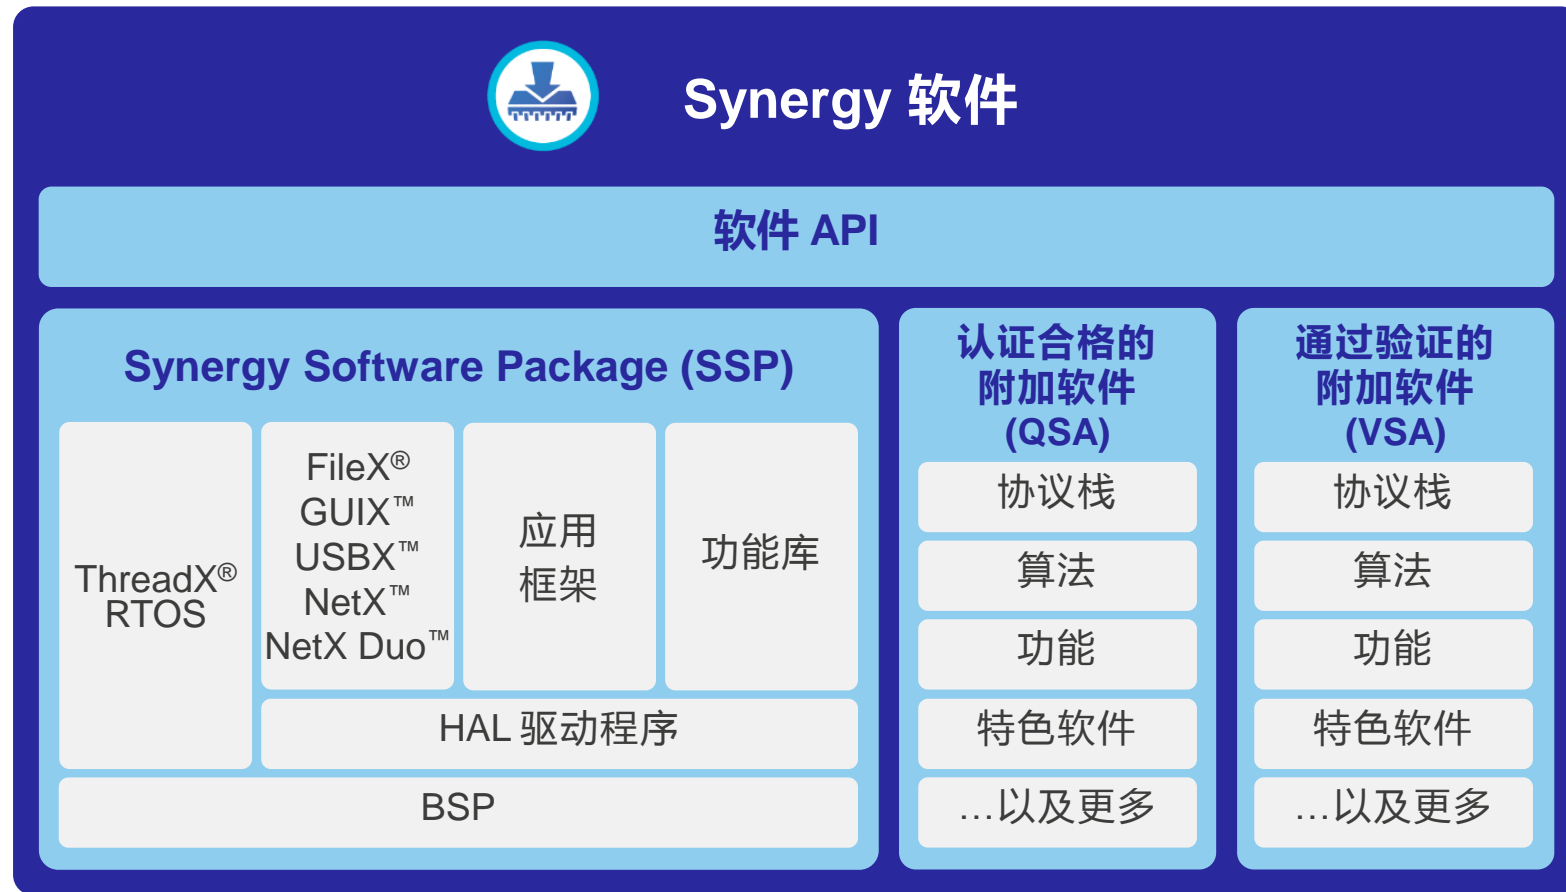 Synergy 软件
软件 API
Synergy Software Package (SSP)
ThreadX®
RTOS
FileX®
GUIX™
USBX™
NetX™
NetX Duo™
应用
框架
功能库
HAL 驱动程序
BSP
认证合格的
附加软件
(QSA)
协议栈
算法
功能
特色软件
...以及更多
通过验证的
附加软件
(VSA)
协议栈
算法
功能
特色软件
...以及更多